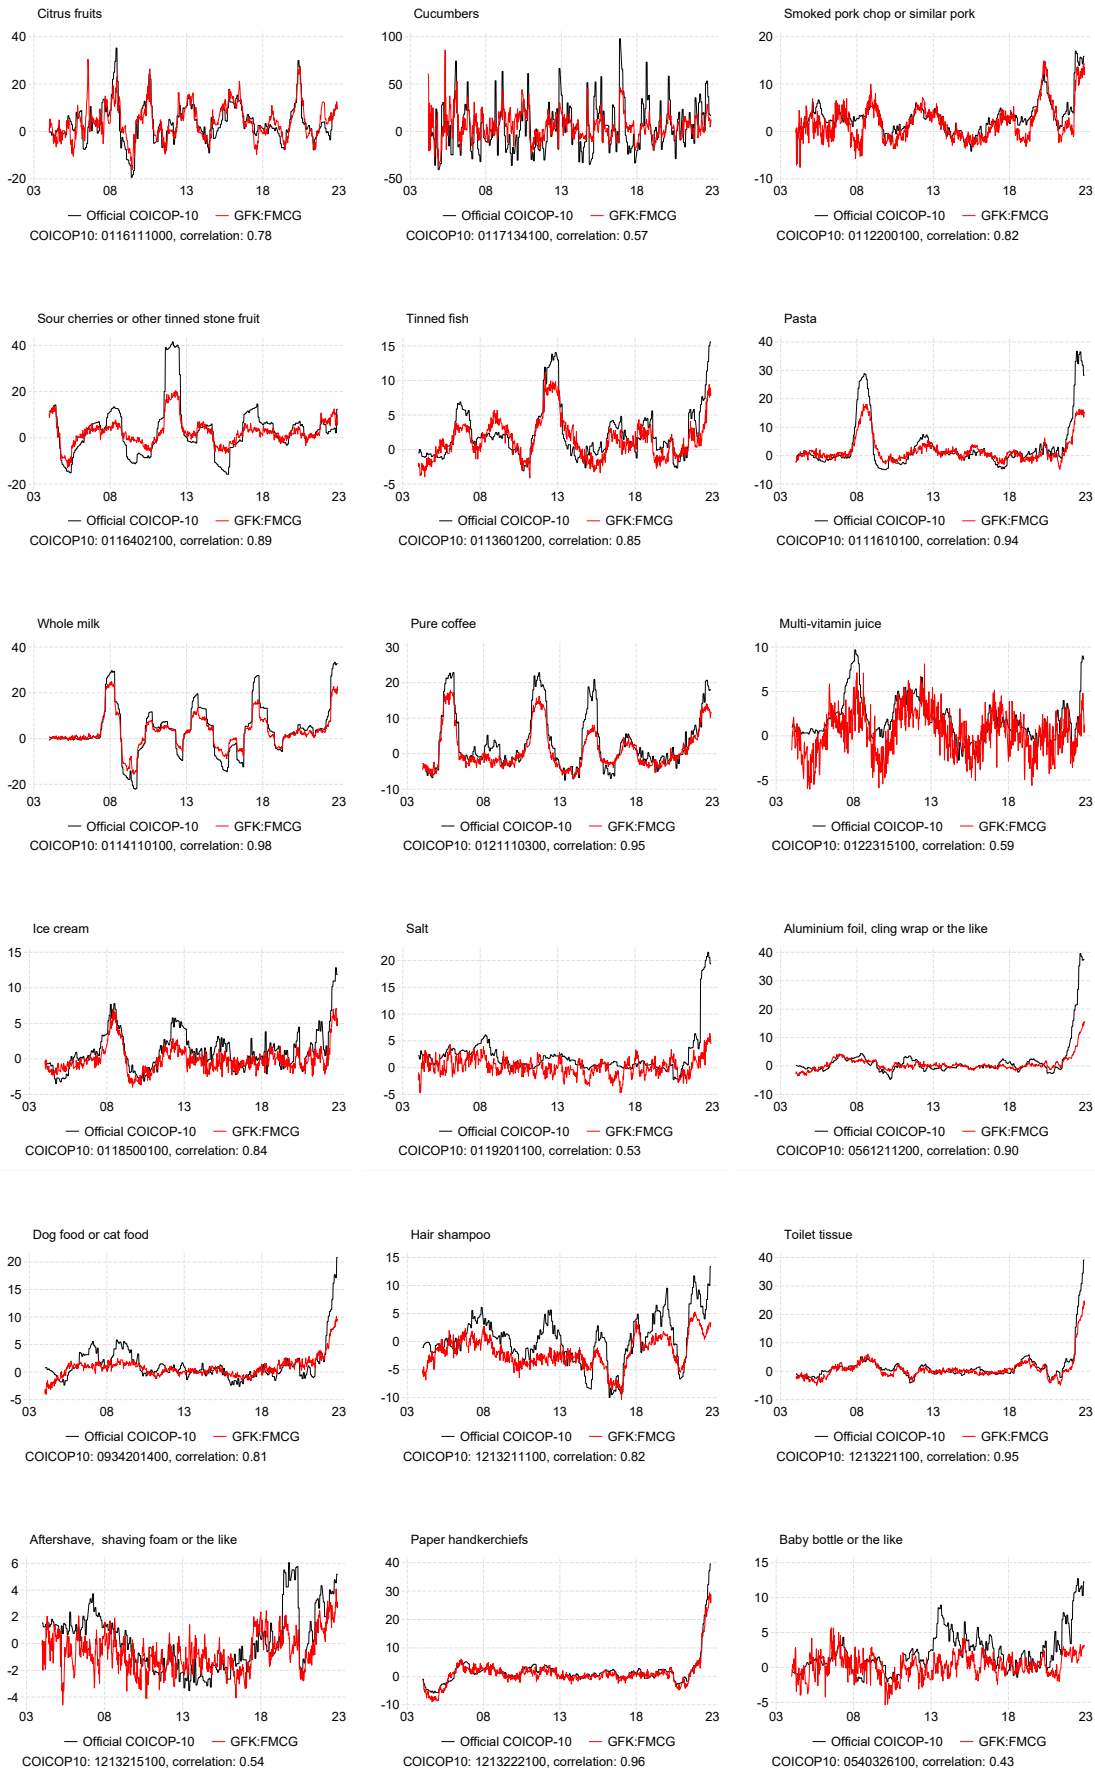 Citrus fruits
40
20
0
-20
03 08 13 18 23
— Official COICOP-10 — GFK:FMCG
COICOP10: 0116111000, correlation: 0.78
Cucumbers
100
50
0
-50
03 08 13 18 23
— Official COICOP-10 — GFK:FMCG
COICOP10: 0117134100, correlation: 0.57
Smoked pork chop or similar pork
20
10
0
-10
03 08 13 18 23
— Official COICOP-10 — GFK:FMCG
COICOP10: 0112200100, correlation: 0.82
Sour cherries or other tinned stone fruit
40
20
0
-20
03 08 13 18 23
— Official COICOP-10 — GFK:FMCG
COICOP10: 0116402100, correlation: 0.89
Tinned fish
15
10
5
0
-5
03 08 13 18 23
— Official COICOP-10 — GFK:FMCG
COICOP10: 0113601200, correlation: 0.85
Pasta
40
30
20
10
0
-10
03 08 13 18 23
— Official COICOP-10 — GFK:FMCG
COICOP10: 0111610100, correlation: 0.94
Whole milk
40
20
0
-20
03 08 13 18 23
— Official COICOP-10 — GFK:FMCG
COICOP10: 0114110100, correlation: 0.98
Pure coffee
30
20
10
0
-10
03 08 13 18 23
— Official COICOP-10 — GFK:FMCG
COICOP10: 0121110300, correlation: 0.95
Multi-vitamin juice
10
5
0
-5
03 08 13 18 23
— Official COICOP-10 — GFK:FMCG
COICOP10: 0122315100, correlation: 0.59
Ice cream
15
10
5
0
-5
03 08 13 18 23
— Official COICOP-10 — GFK:FMCG
COICOP10: 0118500100, correlation: 0.84
Salt
20
15
10
5
0
-5
03 08 13 18 23
— Official COICOP-10 — GFK:FMCG
COICOP10: 0119201100, correlation: 0.53
Aluminium foil, cling wrap or the like
40
30
20
10
0
-10
03 08 13 18 23
— Official COICOP-10 — GFK:FMCG
COICOP10: 0561211200, correlation: 0.90
Dog food or cat food
20
15
10
5
0
-5
03 08 13 18 23
— Official COICOP-10 — GFK:FMCG
COICOP10: 0934201400, correlation: 0.81
Hair shampoo
15
10
5
0
-5
-10
03 08 13 18 23
— Official COICOP-10 — GFK:FMCG
COICOP10: 1213211100, correlation: 0.82
Toilet tissue
40
30
20
10
0
-10
03 08 13 18 23
— Official COICOP-10 — GFK:FMCG
COICOP10: 1213221100, correlation: 0.95
Aftershave,  shaving foam or the like
6
4
2
0
-2
-4
03 08 13 18 23
— Official COICOP-10 — GFK:FMCG
COICOP10: 1213215100, correlation: 0.54
Paper handkerchiefs
40
30
20
10
0
-10
03 08 13 18 23
— Official COICOP-10 — GFK:FMCG
COICOP10: 1213222100, correlation: 0.96
Baby bottle or the like
15
10
5
0
-5
03 08 13 18 23
— Official COICOP-10 — GFK:FMCG
COICOP10: 0540326100, correlation: 0.43